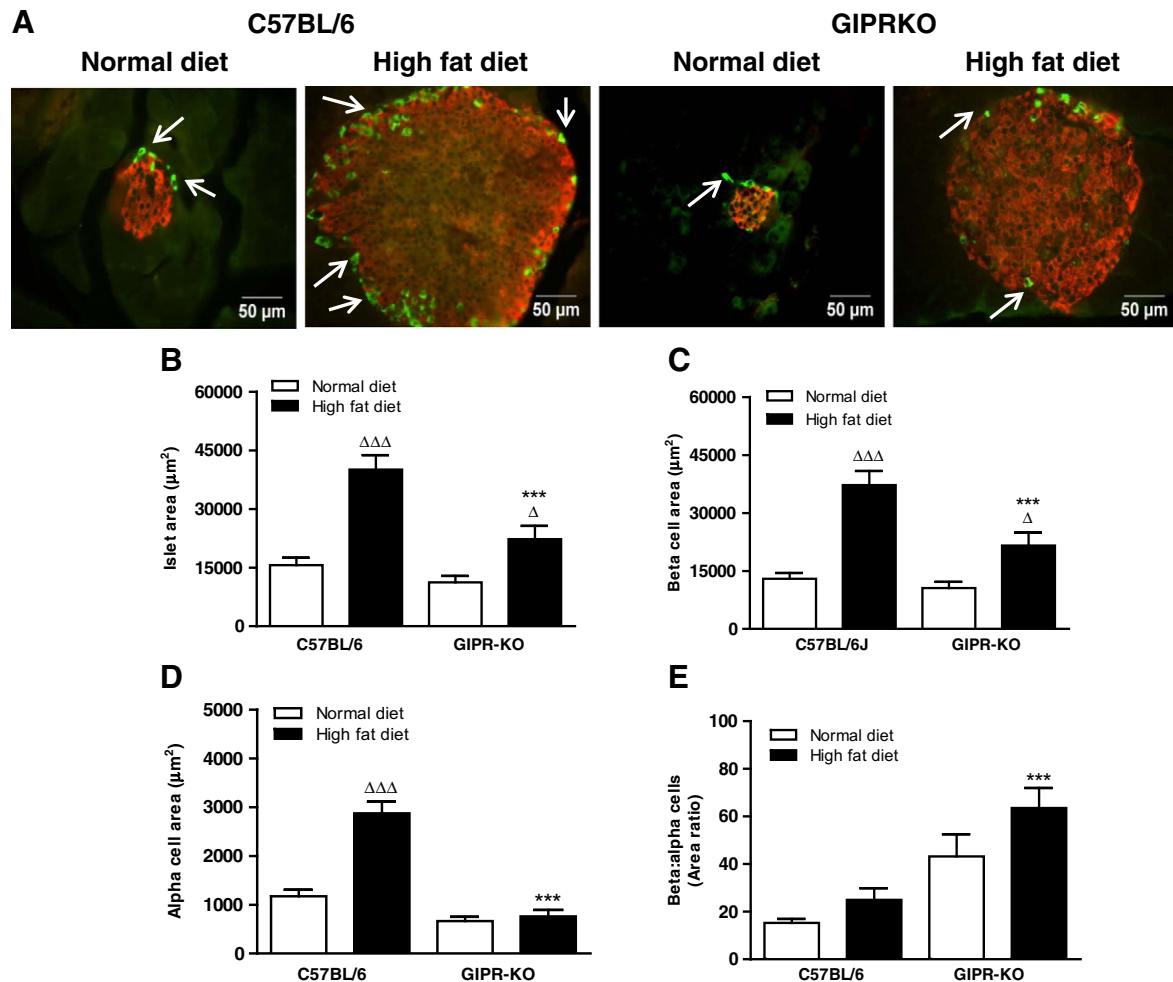 A
C57BL/6 GIPRKO
Normal diet High fat diet Normal diet High fat diet
50 µm 50 µm 50 µm 50 µm
B
Normal diet
High fat diet
Islet area (µm²)
60000
45000
30000
15000
0
ΔΔΔ
***
Δ
C57BL/6 GIPR-KO
C
Normal diet
High fat diet
Beta cell area (µm²)
60000
45000
30000
15000
0
ΔΔΔ
***
Δ
C57BL/6J GIPR-KO
D
Normal diet
High fat diet
Alpha cell area (µm²)
5000
4000
3000
2000
1000
0
ΔΔΔ
***
C57BL/6 GIPR-KO
E
Normal diet
High fat diet
Beta:alpha cells
(Area ratio)
100
80
60
40
20
0
***
C57BL/6 GIPR-KO